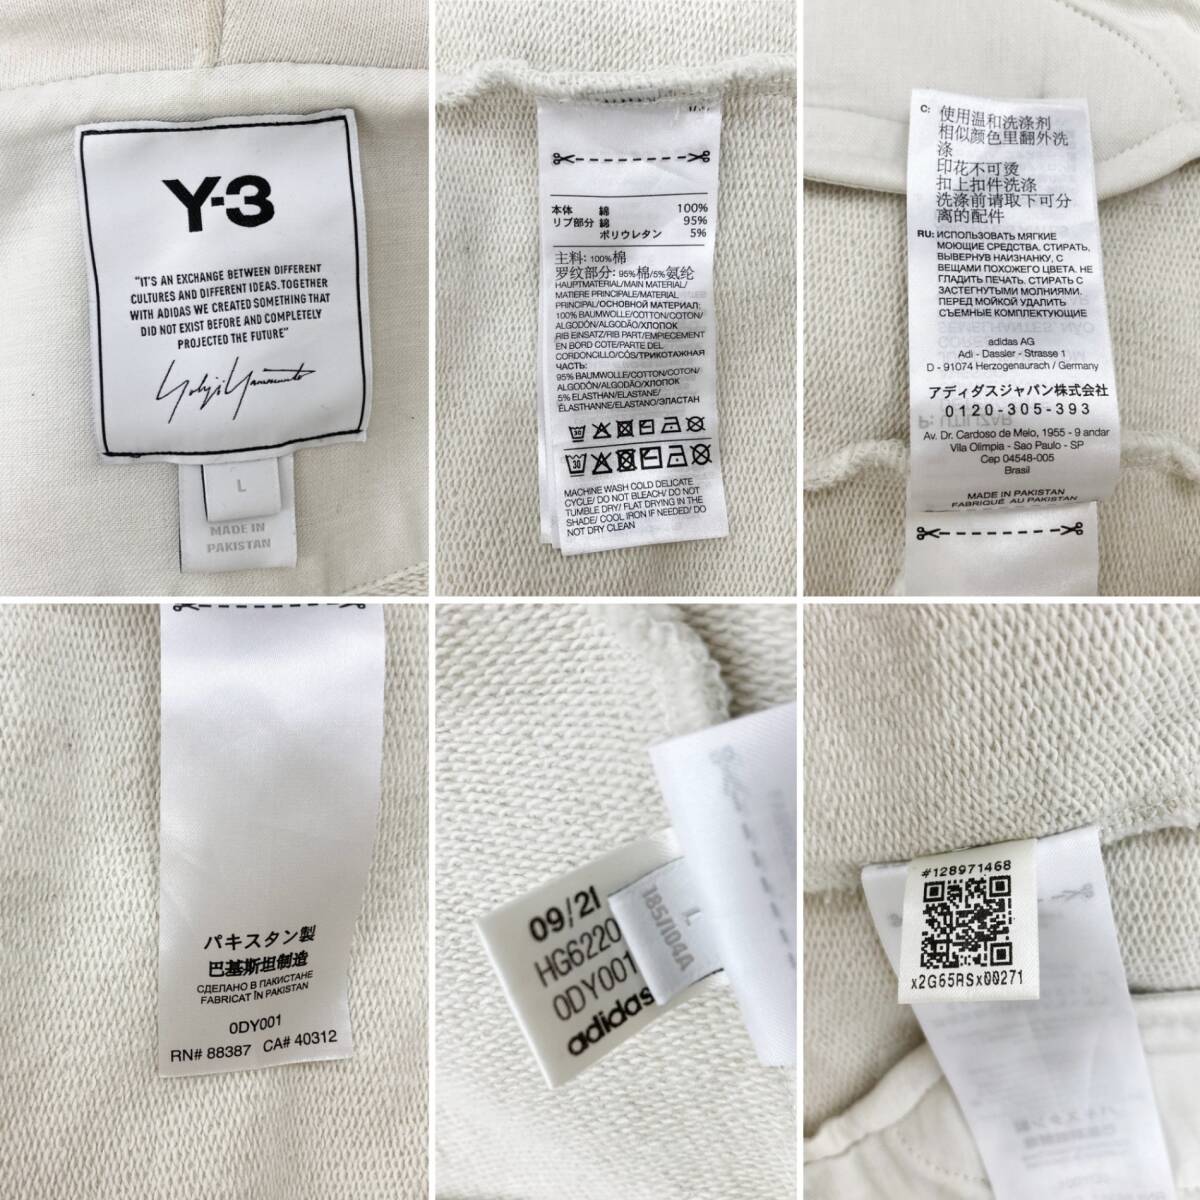 Y-3
"IT'S AN EXCHANGE BETWEEN DIFFERENT
CULTURES AND DIFFERENT IDEAS. TOGETHER
WITH ADIDAS WE CREATED SOMETHING THAT
DID NOT EXIST BEFORE AND COMPLETELY
PROJECTED THE FUTURE"
Yohji Yamamoto
L
MADE IN
PAKISTAN
本体 綿 100%
リブ部分 綿 95%
ポリウレタン 5%
主料: 100%棉
罗纹部分: 95%棉/5%氨纶
HAUPTMATERIAL/MAIN MATERIAL/
MATIERE PRINCIPALE/MATERIAL
PRINCIPAL/ОСНОВНОЙ МАТЕРИАЛ:
100% BAUMWOLLE/COTTON/COTON/
ALGODÓN/ALGODÃO/ХЛОПОК
RIB EINSATZ/RIB PART/EMPIECEMENT
EN BORD COTE/PARTE DEL
CORDONCILLO/CÓS/ТРИКОТАЖНАЯ
ЧАСТЬ:
95% BAUMWOLLE/COTTON/COTON/
ALGODÓN/ALGODÃO/ХЛОПОК
5% ELASTHAN/ELASTANE/
ÉLASTHANNE/ELASTANO/ЭЛАСТАН
MACHINE WASH COLD DELICATE
CYCLE/ DO NOT BLEACH/ DO NOT
TUMBLE DRY/ FLAT DRYING IN THE
SHADE/ COOL IRON IF NEEDED/ DO
NOT DRY CLEAN
C: 使用温和洗涤剂
相似颜色里翻外洗
涤
印花不可烫
扣上扣件洗涤
洗涤前请取下可分
离的配件
RU: ИСПОЛЬЗОВАТЬ МЯГКИЕ
МОЮЩИЕ СРЕДСТВА. СТИРАТЬ,
ВЫВЕРНУВ НАИЗНАНКУ, С
ВЕЩАМИ ПОХОЖЕГО ЦВЕТА. НЕ
ГЛАДИТЬ ПЕЧАТЬ. СТИРАТЬ С
ЗАСТЕГНУТЫМИ МОЛНИЯМИ.
ПЕРЕД МОЙКОЙ УДАЛИТЬ
СЪЕМНЫЕ КОМПЛЕКТУЮЩИЕ
adidas AG
Adi - Dassler - Strasse 1
D - 91074 Herzogenaurach / Germany
アディダスジャパン株式会社
0120-305-393
Av. Dr. Cardoso de Melo, 1955 - 9 andar
Vila Olimpia - Sao Paulo - SP
Cep 04548-005
Brasil
MADE IN PAKISTAN
FABRIQUÉ AU PAKISTAN
パキスタン製
巴基斯坦制造
СДЕЛАНО В ПАКИСТАНЕ
FABRICAT ÎN PAKISTAN
0DY001
RN# 88387 CA# 40312
09/21
HG6220
0DY001
adidas
L
185/104A
#128971468
x2G65RSx00271